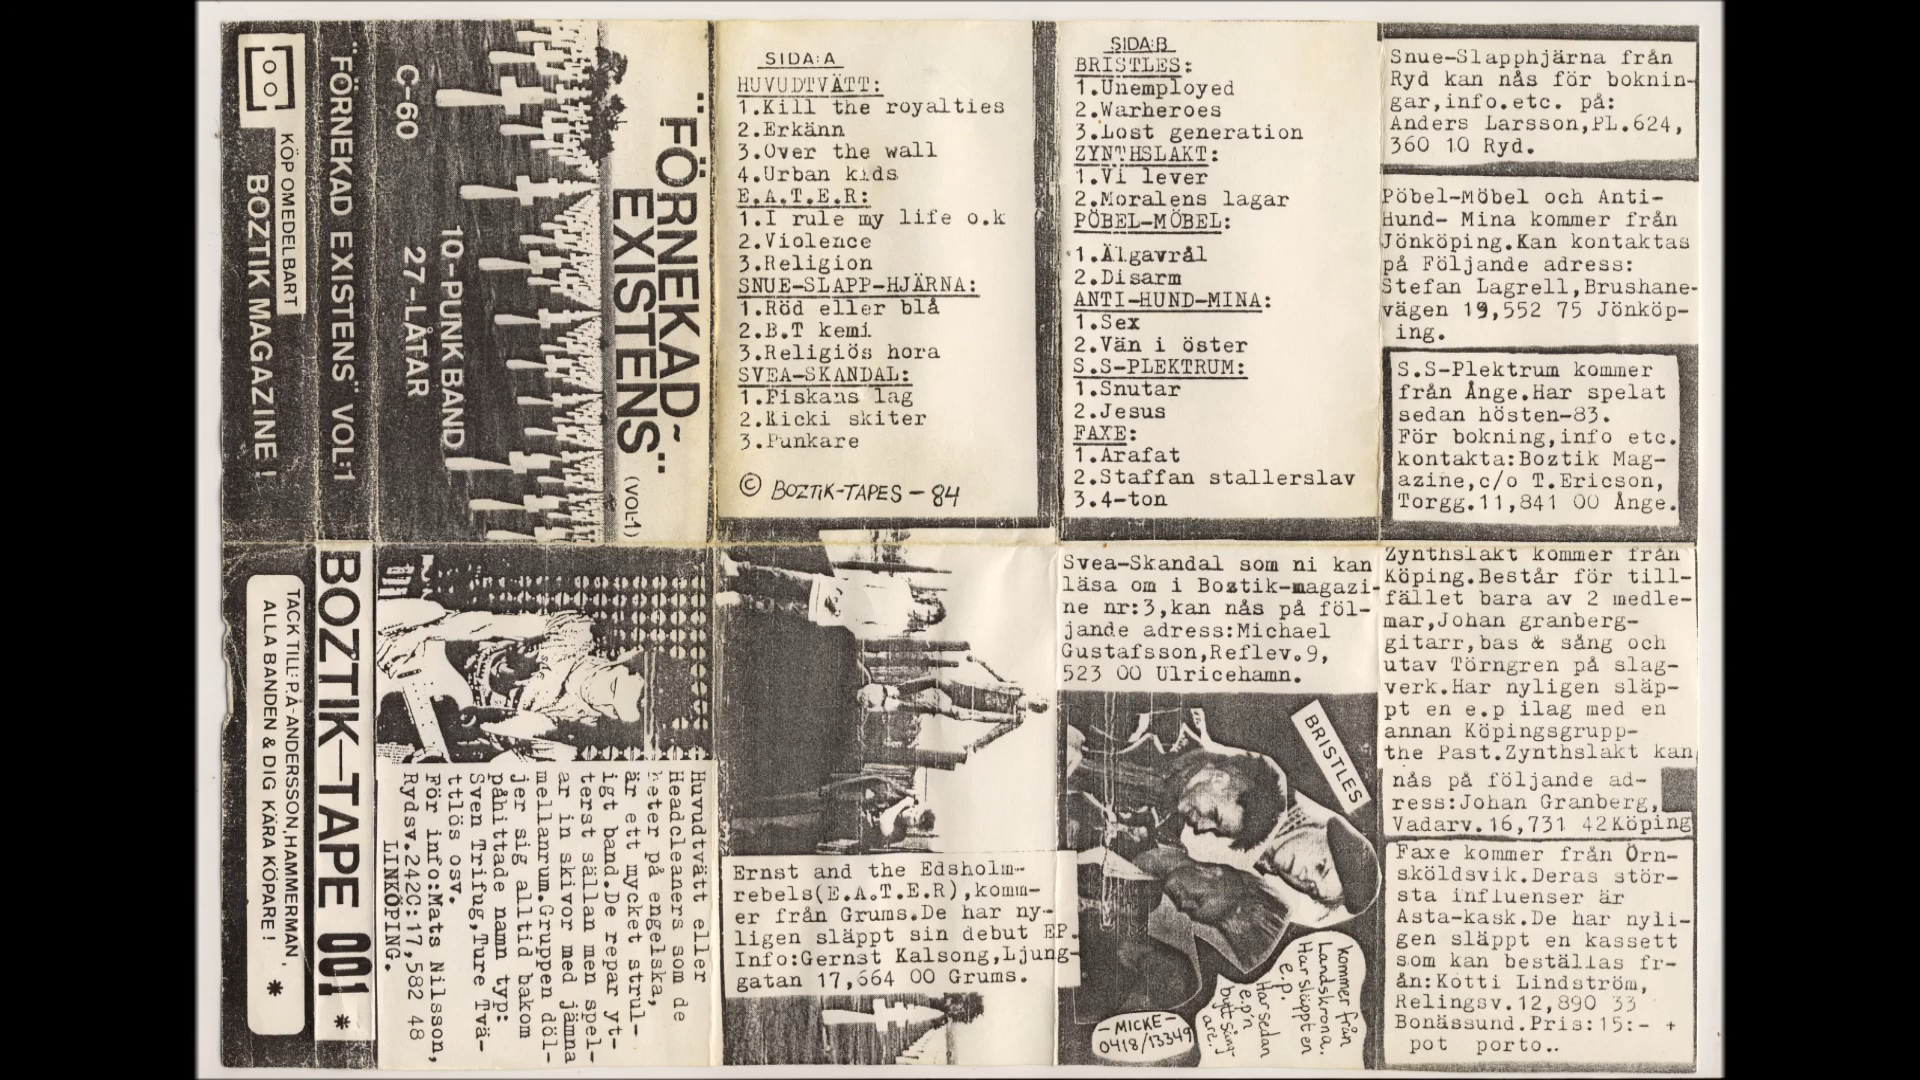 KÖP OMEDELBART
BOZTIK MAGAZINE !
"FÖRNEKAD EXISTENS" VOL:1
C-60
10-PUNKBAND
27-LÅTAR
"FÖRNEKAD~
EXISTENS"
(VOL:1)
SIDA:A
HUVUDTVÄTT:
1.Kill the royalties
2.Erkänn
3.Over the wall
4.Urban kids
E.A.T.E.R:
1.I rule my life o.k
2.Violence
3.Religion
SNUE-SLAPP-HJÄRNA:
1.Röd eller blå
2.B.T kemi
3.Religiös hora
SVEA-SKANDAL:
1.Fiskans lag
2.Kicki skiter
3.Punkare
© BOZTIK-TAPES-84
SIDA:B
BRISTLES:
1.Unemployed
2.Warheroes
3.Lost generation
ZYNTHSLAKT:
1.Vi lever
2.Moralens lagar
PÖBEL-MÖBEL:
1.Älgavrål
2.Disarm
ANTI-HUND-MINA:
1.Sex
2.Vän i öster
S.S-PLEKTRUM:
1.Snutar
2.Jesus
FAXE:
1.Arafat
2.Staffan stallerslav
3.4-ton
Snue-Slapphjärna från
Ryd kan nås för boknin-
gar,info.etc. på:
Anders Larsson,PL.624,
360 10 Ryd.
Pöbel-Möbel och Anti-
Hund- Mina kommer från
Jönköping.Kan kontaktas
på Följande adress:
Stefan Lagrell,Brushane-
vägen 19,552 75 Jönköp-
ing.
S.S-Plektrum kommer
från Ånge.Har spelat
sedan hösten-83.
För bokning,info etc.
kontakta:Boztik Mag-
azine,c/o T.Ericson,
Torgg.11,841 00 Ånge.
TACK TILL: P.A-ANDERSSON,HAMMERMAN,
ALLA BANDEN & DIG KÄRA KÖPARE! *
BOZTIK-TAPE 001 *
Huvudtvätt eller
Headcleaners som de
heter på engelska,
är ett mycket strul-
igt band.De repar yt-
terst sällan men spel-
ar in skivor med jämna
mellanrum.Gruppen döl-
jer sig alltid bakom
påhittade namn typ:
Sven Trifug,Ture Tvä-
ttlös osv.
För info:Mats Nilsson,
Rydsv.242C:17,582 48
LINKÖPING.
Ernst and the Edsholm-
rebels(E.A.T.E.R),komm-
er från Grums.De har ny-
ligen släppt sin debut EP.
Info:Gernst Kalsong,Ljung-
gatan 17,664 00 Grums.
Svea-Skandal som ni kan
läsa om i Boztik-magazi-
ne nr:3,kan nås på föl-
jande adress:Michael
Gustafsson,Reflev.9,
523 00 Ulricehamn.
BRISTLES
Kommer från
Landskrona.
Har släppt en
e.p.
Har sedan
e.p'n
bytt sång-
are.
-MICKE-
0418/13349
Zynthslakt kommer från
Köping.Består för till-
fället bara av 2 medle-
mar,Johan granberg-
gitarr,bas & sång och
utav Törngren på slag-
verk.Har nyligen släp-
pt en e.p ilag med en
annan Köpingsgrupp-
the Past.Zynthslakt kan
nås på följande ad-
ress:Johan Granberg,
Vadarv.16,731 42 Köping
Faxe kommer från Örn-
sköldsvik.Deras stör-
sta influenser är
Asta-kask.De har nyli-
gen släppt en kassett
som kan beställas fr-
ån:Kotti Lindström,
Relingsv.12,890 33
Bonässund.Pris:15:- +
pot porto..